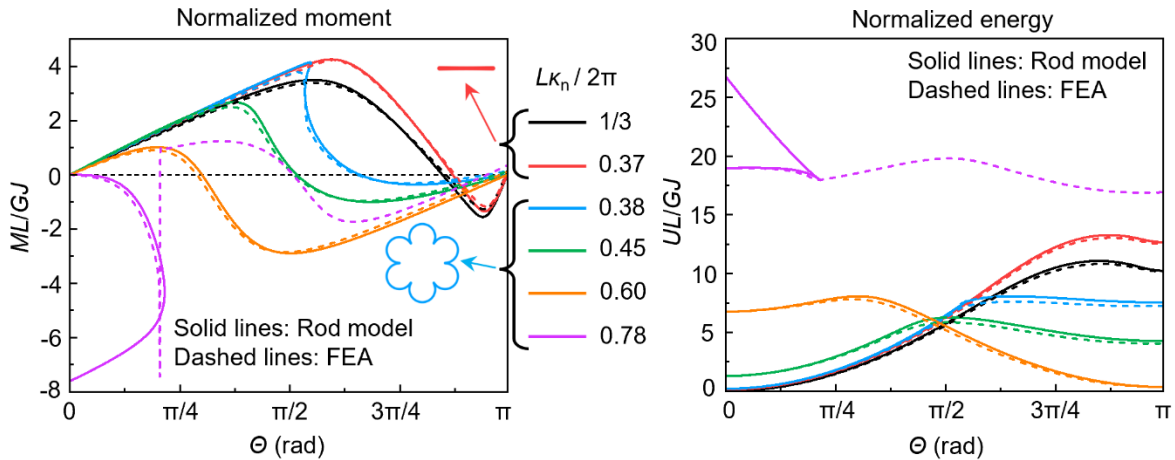 Normalized moment
ML/GJ
4
2
0
-2
-4
-6
-8
Solid lines: Rod model
Dashed lines: FEA
0
π/4
π/2
3π/4
π
Θ (rad)
Lκn / 2π
1/3
0.37
0.38
0.45
0.60
0.78
Normalized energy
UL/GJ
30
25
20
15
10
5
0
Solid lines: Rod model
Dashed lines: FEA
0
π/4
π/2
3π/4
π
Θ (rad)